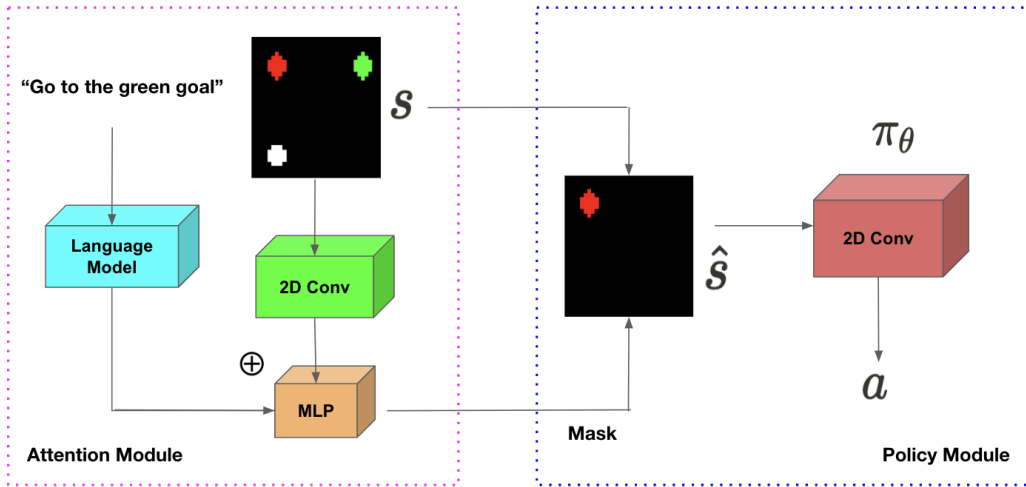 “Go to the green goal”
s
Language
Model
2D Conv
⊕
MLP
Attention Module
ŝ
π_θ
2D Conv
a
Mask
Policy Module